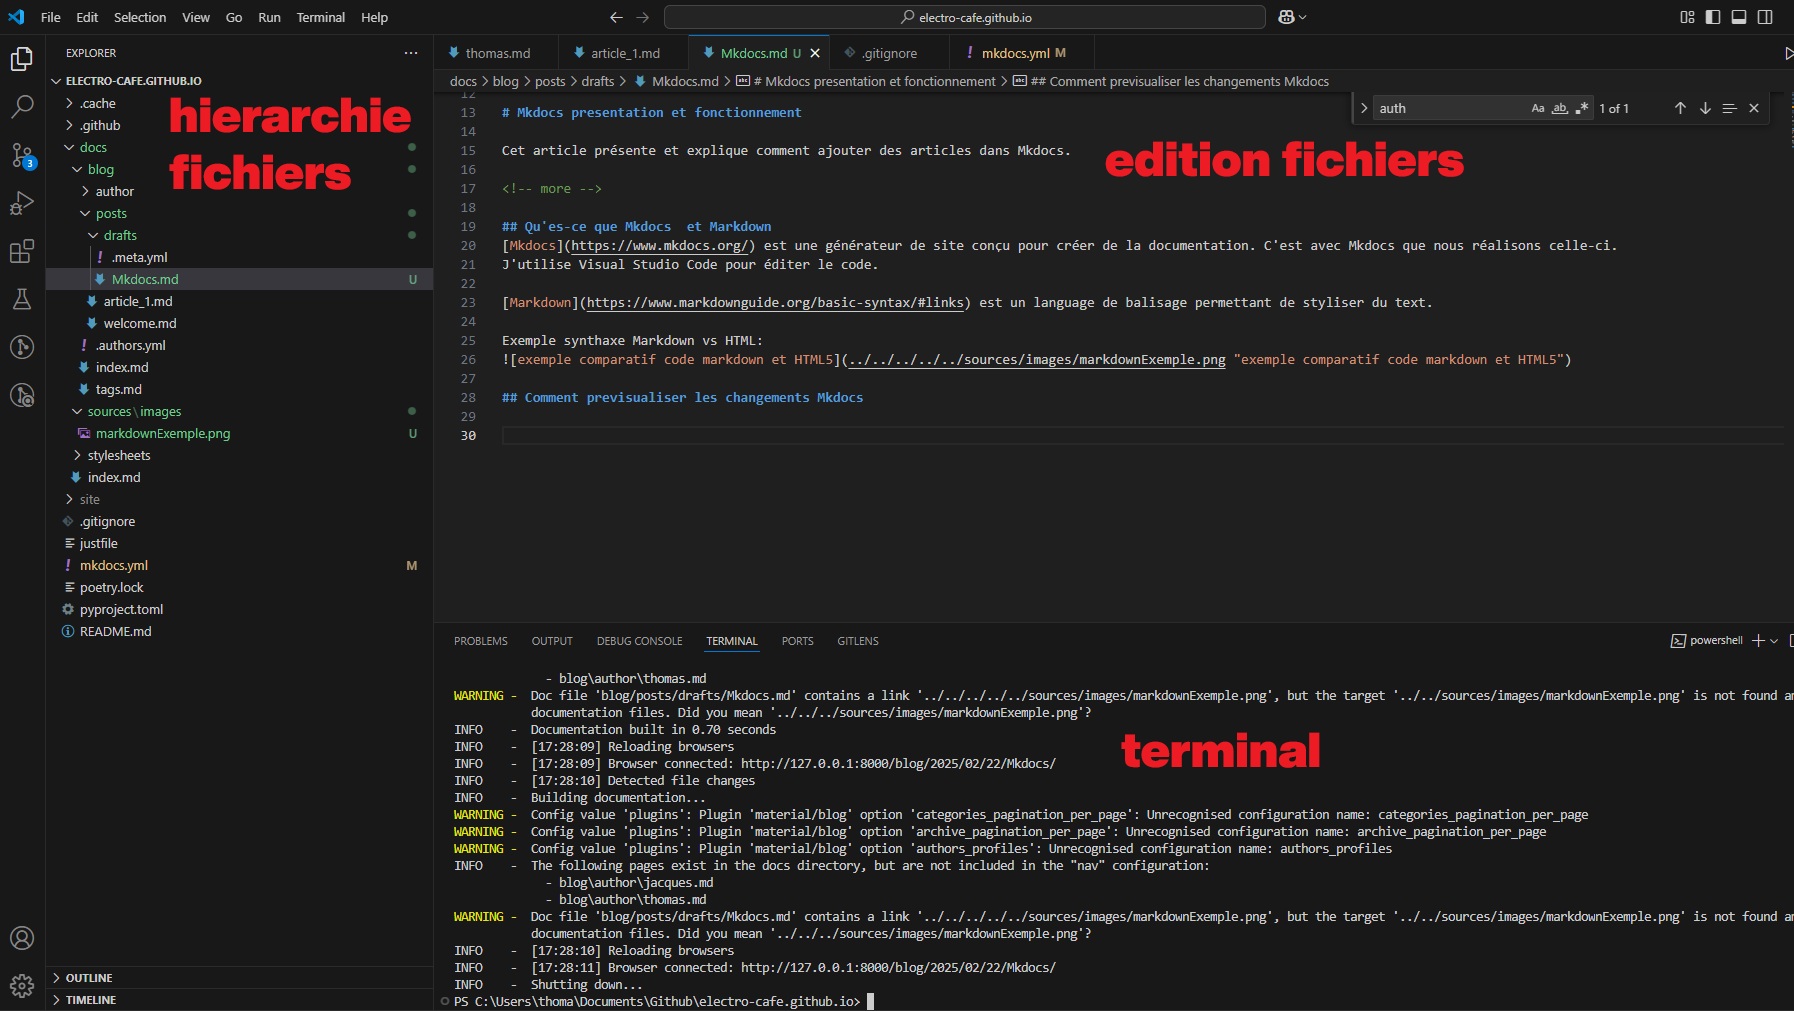 File Edit Selection View Go Run Terminal Help
electro-cafe.github.io
EXPLORER
ELECTRO-CAFE.GITHUB.IO
.cache
.github
docs
blog
author
posts
drafts
.meta.yml
Mkdocs.md U
article_1.md
welcome.md
.authors.yml
index.md
tags.md
sources\images
markdownExemple.png U
stylesheets
index.md
site
.gitignore
justfile
mkdocs.yml M
poetry.lock
pyproject.toml
README.md
OUTLINE
TIMELINE
3
hierarchie
fichiers
thomas.md article_1.md Mkdocs.md U .gitignore mkdocs.yml M
docs > blog > posts > drafts > Mkdocs.md > # Mkdocs presentation et fonctionnement > ## Comment previsualiser les changements Mkdocs
auth Aa ab .* 1 of 1
edition fichiers
12
13 # Mkdocs presentation et fonctionnement
14
15 Cet article présente et explique comment ajouter des articles dans Mkdocs.
16
17 <!-- more -->
18
19 ## Qu'es-ce que Mkdocs  et Markdown
20 [Mkdocs](https://www.mkdocs.org/) est une générateur de site conçu pour créer de la documentation. C'est avec Mkdocs que nous réalisons celle-ci.
21 J'utilise Visual Studio Code pour éditer le code.
22
23 [Markdown](https://www.markdownguide.org/basic-syntax/#links) est un language de balisage permettant de styliser du text.
24
25 Exemple synthaxe Markdown vs HTML:
26 ![exemple comparatif code markdown et HTML5](../../../../../sources/images/markdownExemple.png "exemple comparatif code markdown et HTML5")
27
28 ## Comment previsualiser les changements Mkdocs
29
30
PROBLEMS OUTPUT DEBUG CONSOLE TERMINAL PORTS GITLENS
powershell
terminal
- blog\author\thomas.md
WARNING - Doc file 'blog/posts/drafts/Mkdocs.md' contains a link '../../../../../sources/images/markdownExemple.png', but the target '../../sources/images/markdownExemple.png' is not found
documentation files. Did you mean '../../../sources/images/markdownExemple.png'?
INFO - Documentation built in 0.70 seconds
INFO - [17:28:09] Reloading browsers
INFO - [17:28:09] Browser connected: http://127.0.0.1:8000/blog/2025/02/22/Mkdocs/
INFO - [17:28:10] Detected file changes
INFO - Building documentation...
WARNING - Config value 'plugins': Plugin 'material/blog' option 'categories_pagination_per_page': Unrecognised configuration name: categories_pagination_per_page
WARNING - Config value 'plugins': Plugin 'material/blog' option 'archive_pagination_per_page': Unrecognised configuration name: archive_pagination_per_page
WARNING - Config value 'plugins': Plugin 'material/blog' option 'authors_profiles': Unrecognised configuration name: authors_profiles
INFO - The following pages exist in the docs directory, but are not included in the "nav" configuration:
- blog\author\jacques.md
- blog\author\thomas.md
WARNING - Doc file 'blog/posts/drafts/Mkdocs.md' contains a link '../../../../../sources/images/markdownExemple.png', but the target '../../sources/images/markdownExemple.png' is not found
documentation files. Did you mean '../../../sources/images/markdownExemple.png'?
INFO - [17:28:10] Reloading browsers
INFO - [17:28:11] Browser connected: http://127.0.0.1:8000/blog/2025/02/22/Mkdocs/
INFO - Shutting down...
PS C:\Users\thoma\Documents\Github\electro-cafe.github.io>